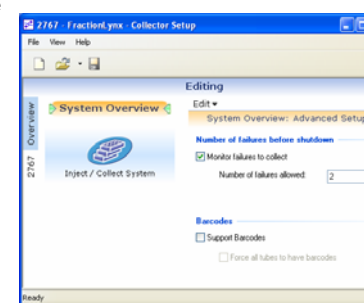 2767 - FractionLynx - Collector Setup
File View Help
Overview
2767
System Overview
Inject / Collect System
Editing
Edit
System Overview: Advanced Setup
Number of failures before shutdown
Monitor failures to collect
Number of failures allowed: 2
Barcodes
Support Barcodes
Force all tubes to have barcodes
Ready